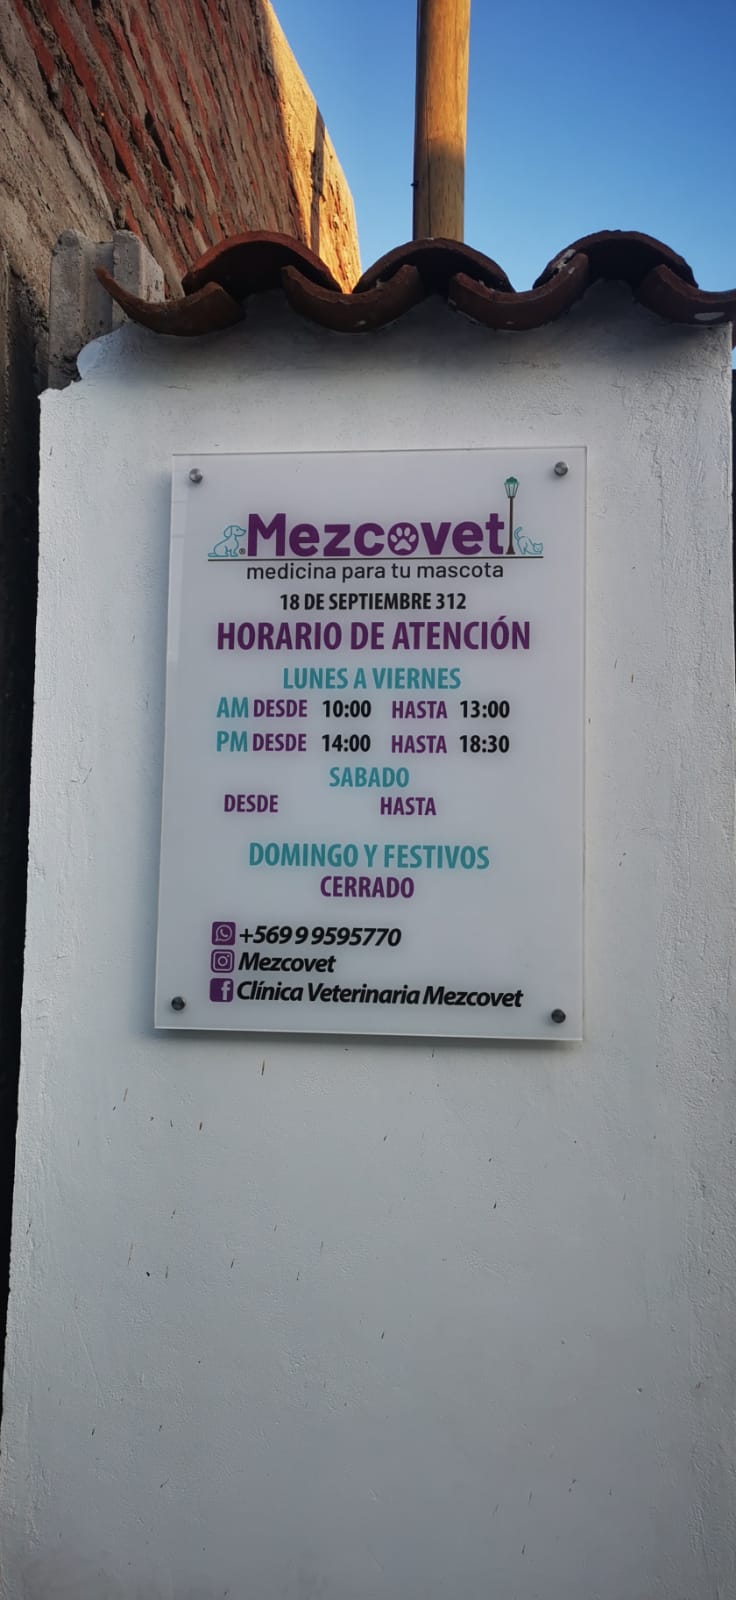 Mezcovet
®
medicina para tu mascota
18 DE SEPTIEMBRE 312
HORARIO DE ATENCIÓN
LUNES A VIERNES
AM DESDE 10:00 HASTA 13:00
PM DESDE 14:00 HASTA 18:30
SABADO
DESDE HASTA
DOMINGO Y FESTIVOS
CERRADO
+569 9 9595770
Mezcovet
Clínica Veterinaria Mezcovet